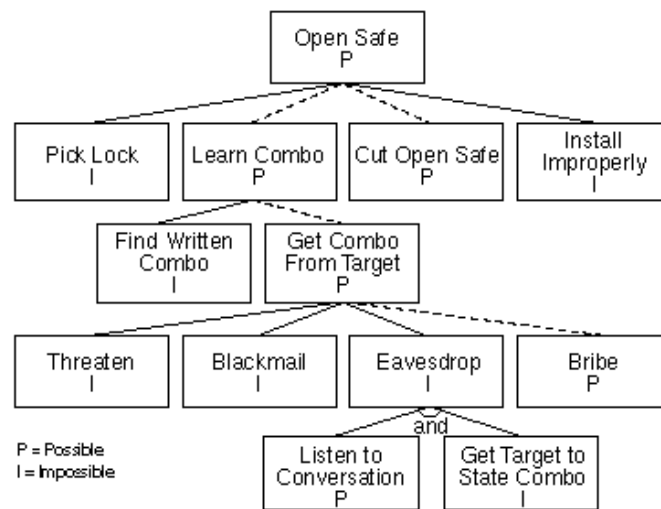 Open Safe
P
Pick Lock
I
Learn Combo
P
Cut Open Safe
P
Install
Improperly
I
Find Written
Combo
I
Get Combo
From Target
P
Threaten
I
Blackmail
I
Eavesdrop
I
Bribe
P
and
P = Possible
I = Impossible
Listen to
Conversation
P
Get Target to
State Combo
I